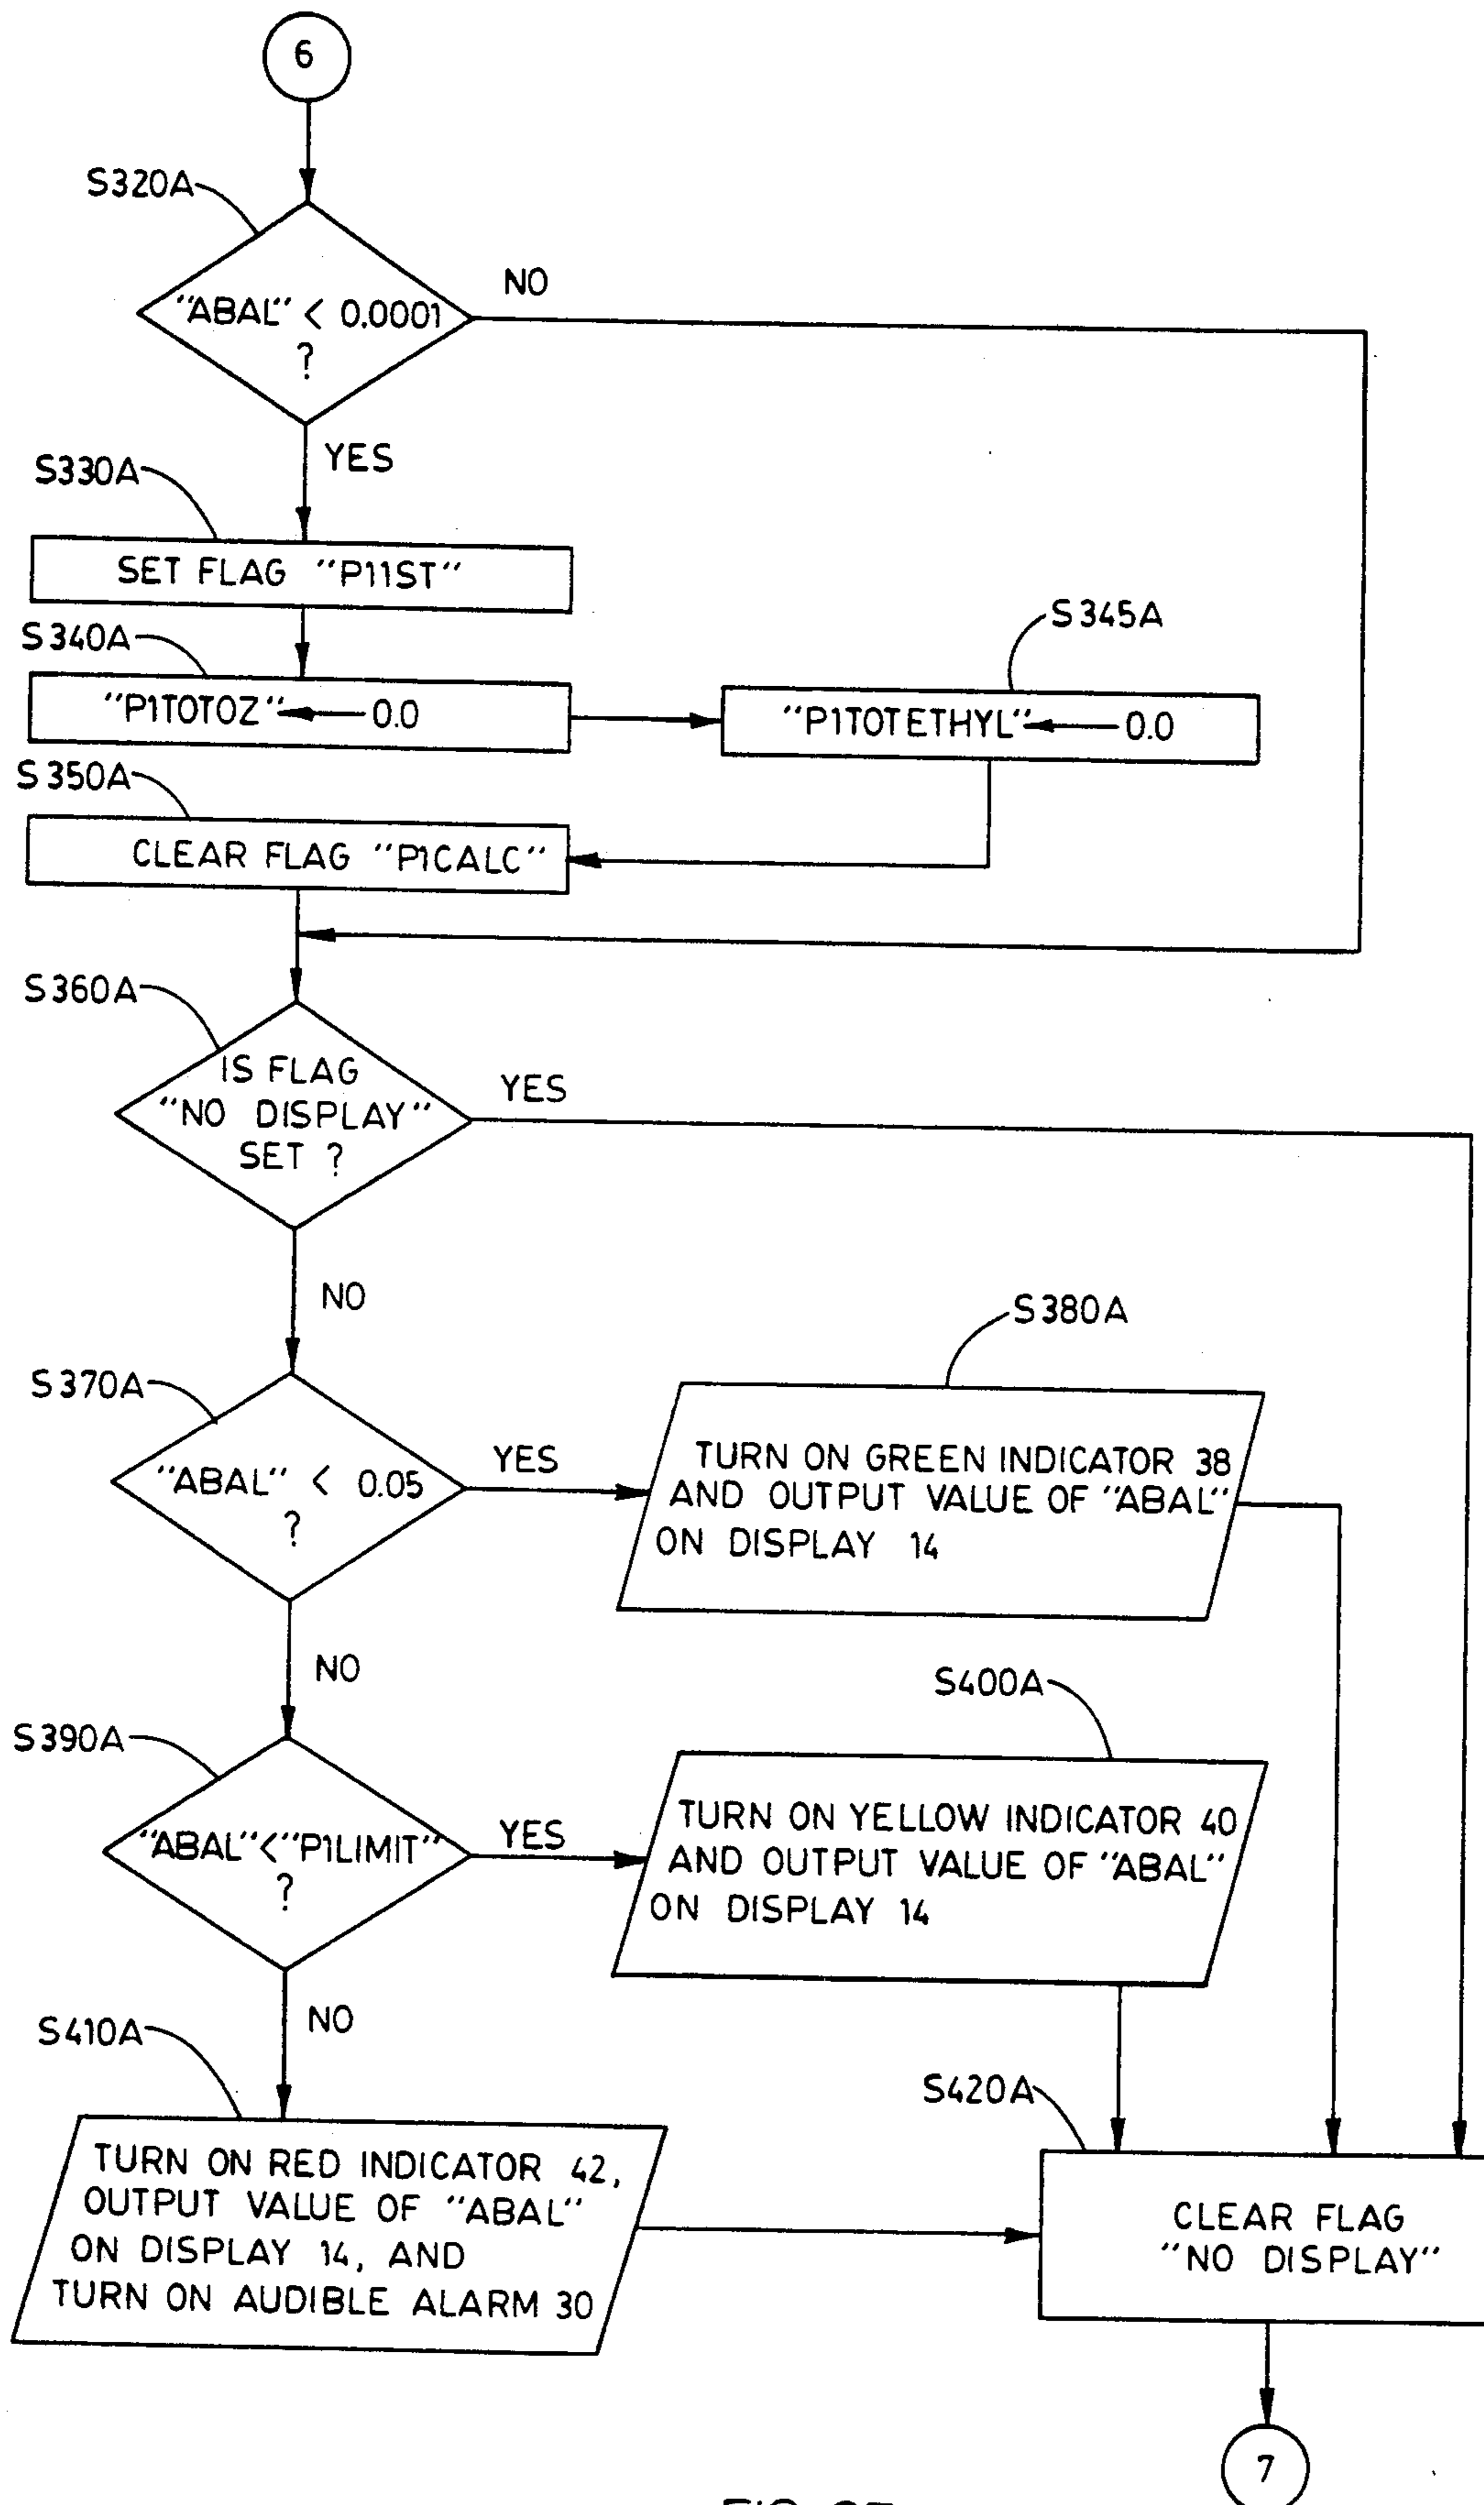 6
S320A
"ABAL" < 0.0001
?
NO
YES
S330A
SET FLAG "P11ST"
S340A
"P1TOTOZ" ← 0.0
S345A
"P1TOTETHYL" ← 0.0
S350A
CLEAR FLAG "P1CALC"
S360A
IS FLAG
"NO DISPLAY"
SET ?
YES
NO
S370A
"ABAL" < 0.05
?
YES
S380A
TURN ON GREEN INDICATOR 38
AND OUTPUT VALUE OF "ABAL"
ON DISPLAY 14
NO
S390A
"ABAL"<"P1LIMIT"
?
YES
S400A
TURN ON YELLOW INDICATOR 40
AND OUTPUT VALUE OF "ABAL"
ON DISPLAY 14
NO
S410A
TURN ON RED INDICATOR 42,
OUTPUT VALUE OF "ABAL"
ON DISPLAY 14, AND
TURN ON AUDIBLE ALARM 30
S420A
CLEAR FLAG
"NO DISPLAY"
7